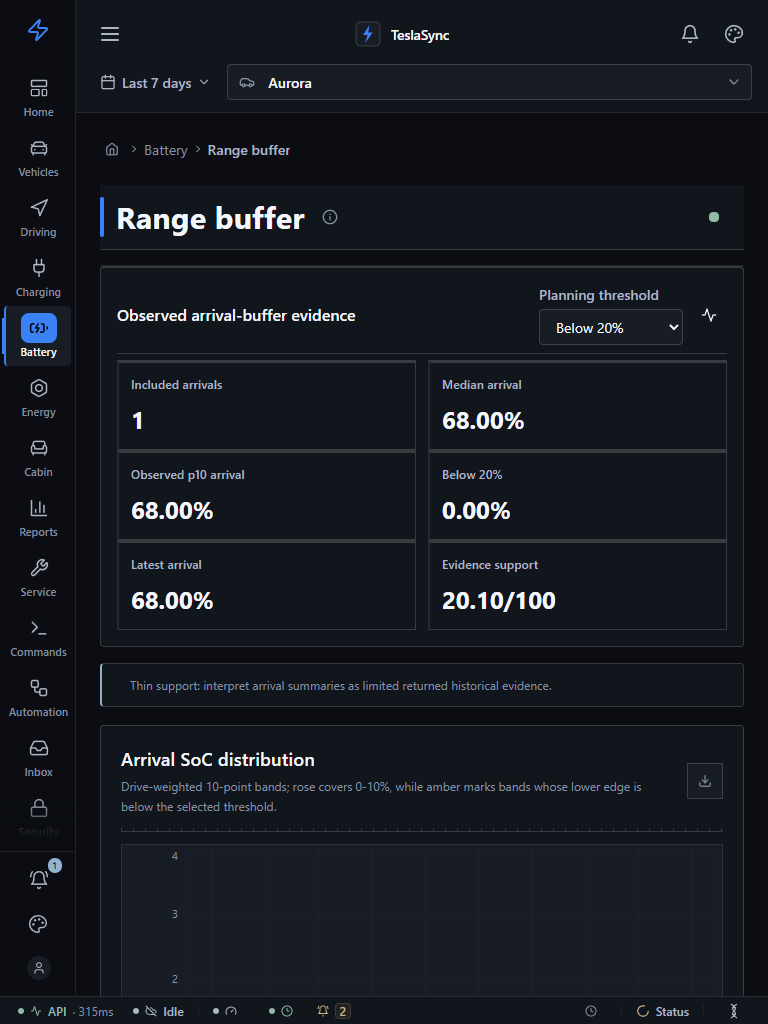 TeslaSync
Last 7 days
Aurora
Home
Vehicles
Driving
Charging
Battery
Energy
Cabin
Reports
Service
Commands
Automation
Inbox
Security
1
Battery
Range buffer
Range buffer
Observed arrival-buffer evidence
Planning threshold
Below 20%
Included arrivals
1
Median arrival
68.00%
Observed p10 arrival
68.00%
Below 20%
0.00%
Latest arrival
68.00%
Evidence support
20.10/100
Thin support: interpret arrival summaries as limited returned historical evidence.
Arrival SoC distribution
Drive-weighted 10-point bands; rose covers 0-10%, while amber marks bands whose lower edge is
below the selected threshold.
4
3
2
API · 315ms
Idle
2
Status